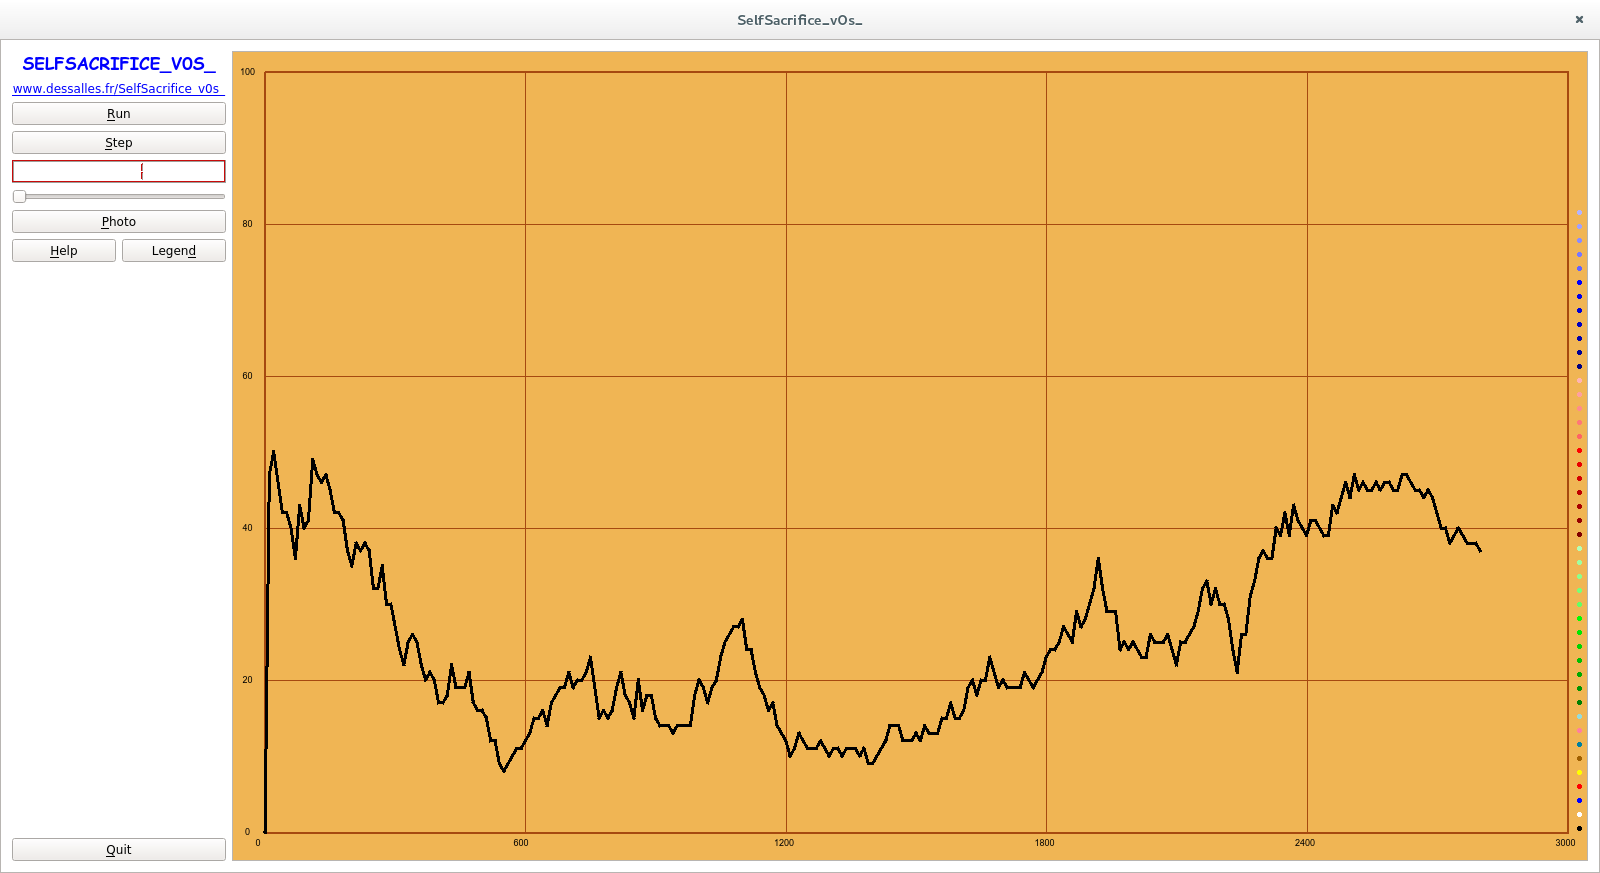 SelfSacrifice_vOs_
SELFSACRIFICE_VOS_
www.dessalles.fr/SelfSacrifice_v0s_
Run
Step
Photo
Help Legend
Quit
100
80
60
40
20
0
0 600 1200 1800 2400 3000